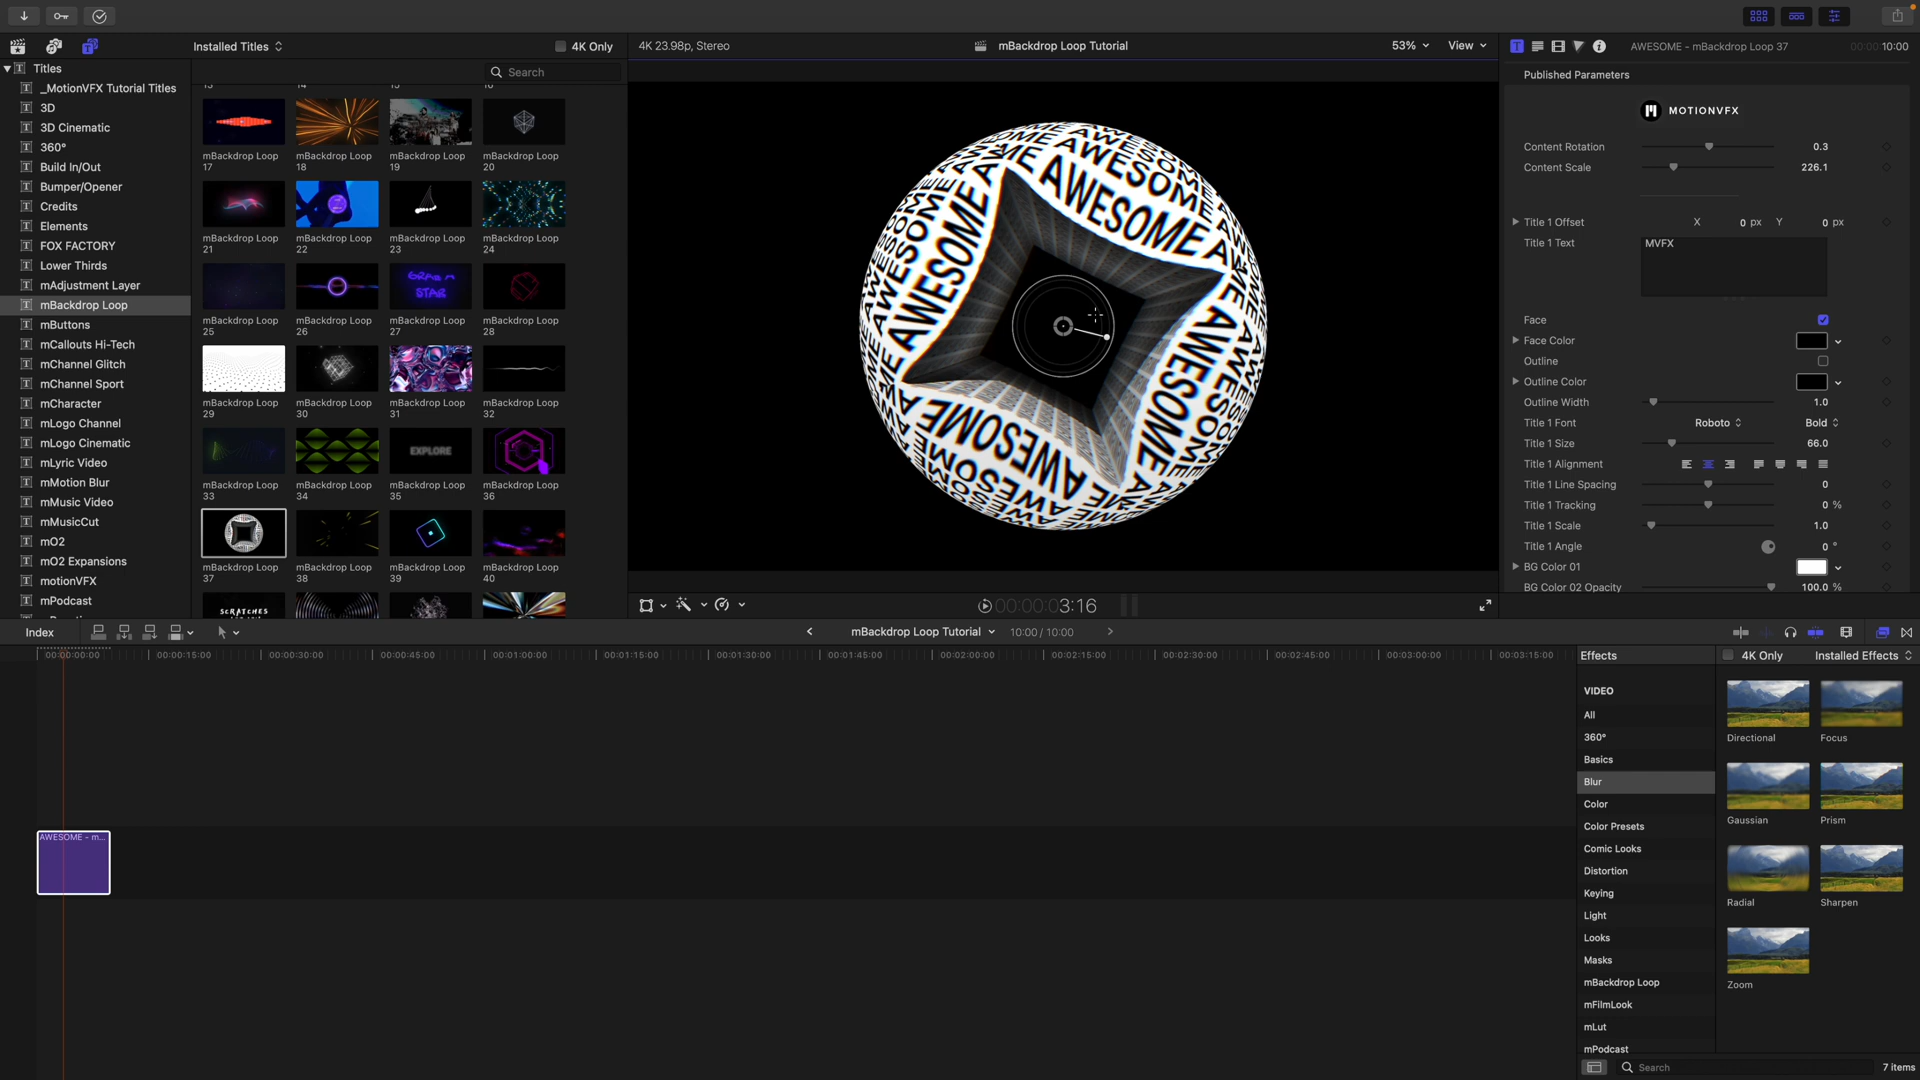 Installed Titles
4K Only
4K 23.98p, Stereo
mBackdrop Loop Tutorial
53%
View
AWESOME - mBackdrop Loop 37
00:00:10:00
Titles
Search
Published Parameters
_MotionVFX Tutorial Titles
3D
3D Cinematic
360°
Build In/Out
Bumper/Opener
Credits
Elements
FOX FACTORY
Lower Thirds
mAdjustment Layer
mBackdrop Loop
mButtons
mCallouts Hi-Tech
mChannel Glitch
mChannel Sport
mCharacter
mLogo Channel
mLogo Cinematic
mLyric Video
mMotion Blur
mMusic Video
mMusicCut
mO2
mO2 Expansions
motionVFX
mPodcast
mBackdrop Loop 17
mBackdrop Loop 18
mBackdrop Loop 19
mBackdrop Loop 20
mBackdrop Loop 21
mBackdrop Loop 22
mBackdrop Loop 23
mBackdrop Loop 24
mBackdrop Loop 25
mBackdrop Loop 26
mBackdrop Loop 27
mBackdrop Loop 28
mBackdrop Loop 29
mBackdrop Loop 30
mBackdrop Loop 31
mBackdrop Loop 32
mBackdrop Loop 33
mBackdrop Loop 34
EXPLORE
mBackdrop Loop 35
mBackdrop Loop 36
mBackdrop Loop 37
mBackdrop Loop 38
mBackdrop Loop 39
mBackdrop Loop 40
SCRATCHES
AWESOME
AWESOME
AWESOME
AWESOME
MOTIONVFX
Content Rotation 0.3
Content Scale 226.1
Title 1 Offset X 0 px Y 0 px
Title 1 Text MVFX
Face
Face Color
Outline
Outline Color
Outline Width 1.0
Title 1 Font Roboto Bold
Title 1 Size 66.0
Title 1 Alignment
Title 1 Line Spacing 0
Title 1 Tracking 0 %
Title 1 Scale 1.0
Title 1 Angle 0 °
BG Color 01
BG Color 02 Opacity 100.0 %
00:00:03:16
Index
mBackdrop Loop Tutorial
10:00 / 10:00
00:00:00:00
00:00:15:00
00:00:30:00
00:00:45:00
00:01:00:00
00:01:15:00
00:01:30:00
00:01:45:00
00:02:00:00
00:02:15:00
00:02:30:00
00:02:45:00
00:03:00:00
00:03:15:00
AWESOME - m...
Effects
4K Only
Installed Effects
VIDEO
All
360°
Basics
Blur
Color
Color Presets
Comic Looks
Distortion
Keying
Light
Looks
Masks
mBackdrop Loop
mFilmLook
mLut
mPodcast
Directional
Focus
Gaussian
Prism
Radial
Sharpen
Zoom
Search
7 items